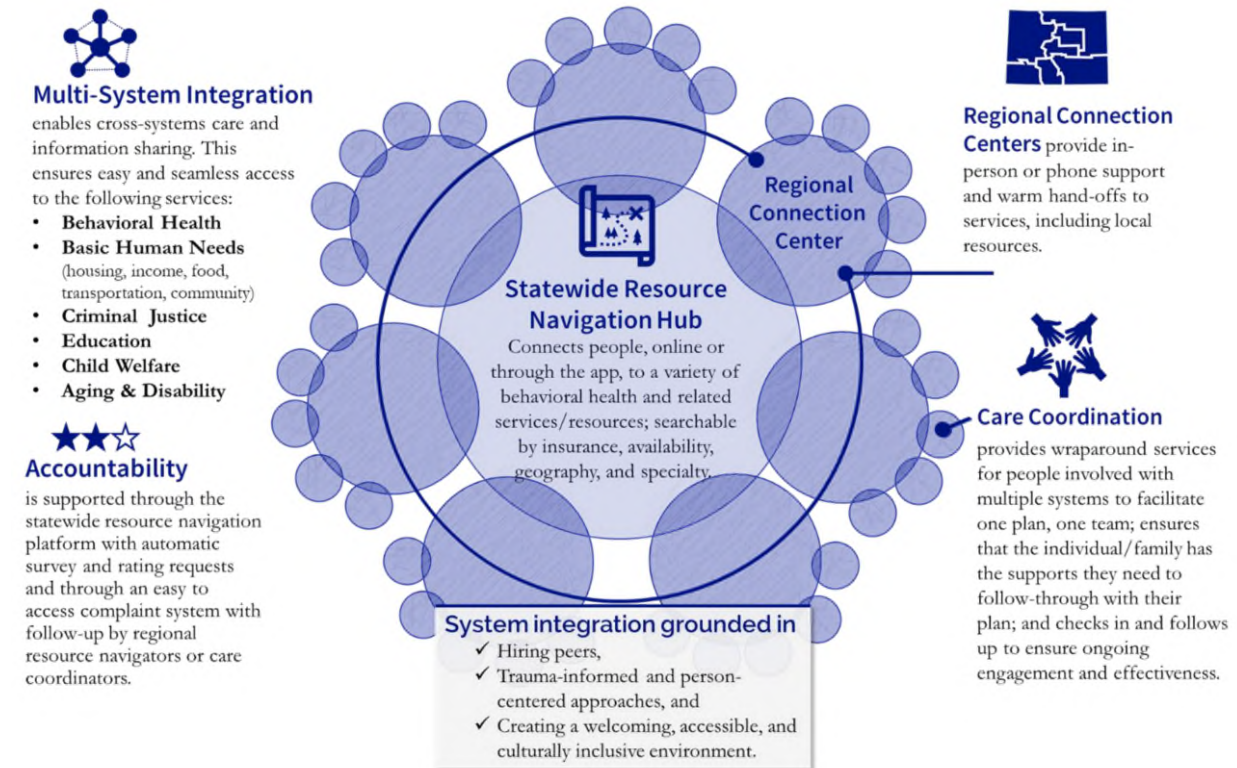 Multi-System Integration
enables cross-systems care and
information sharing. This
ensures easy and seamless access
to the following services:
• Behavioral Health
• Basic Human Needs
(housing, income, food,
transportation, community)
• Criminal Justice
• Education
• Child Welfare
• Aging & Disability
Accountability
is supported through the
statewide resource navigation
platform with automatic
survey and rating requests
and through an easy to
access complaint system with
follow-up by regional
resource navigators or care
coordinators.
Statewide Resource
Navigation Hub
Connects people, online or
through the app, to a variety of
behavioral health and related
services/resources; searchable
by insurance, availability,
geography, and specialty.
Regional
Connection
Center
System integration grounded in
✓ Hiring peers,
✓ Trauma-informed and person-
centered approaches, and
✓ Creating a welcoming, accessible, and
culturally inclusive environment.
Regional Connection
Centers provide in-
person or phone support
and warm hand-offs to
services, including local
resources.
Care Coordination
provides wraparound services
for people involved with
multiple systems to facilitate
one plan, one team; ensures
that the individual/family has
the supports they need to
follow-through with their
plan; and checks in and follows
up to ensure ongoing
engagement and effectiveness.